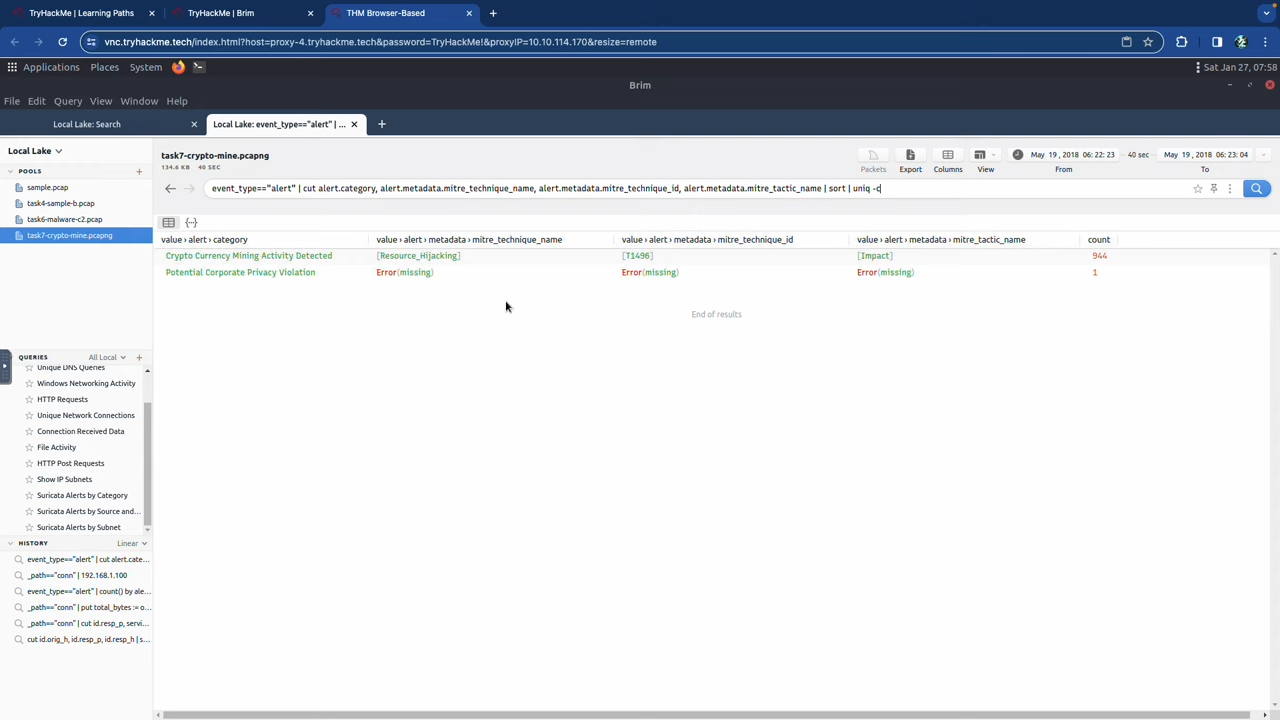 TryHackMe | Learning Paths
TryHackMe | Brim
THM Browser-Based
vnc.tryhackme.tech/index.html?host=proxy-4.tryhackme.tech&password=TryHackMe!&proxyIP=10.10.114.170&resize=remote
Applications Places System Sat Jan 27, 07:58
Brim
File Edit Query View Window Help
Local Lake: Search
Local Lake: event_type=="alert" | ...
Local Lake
POOLS
sample.pcap
task4-sample-b.pcap
task6-malware-c2.pcap
task7-crypto-mine.pcapng
task7-crypto-mine.pcapng
134.6 KB 40 SEC
Packets Export Columns View
May 19, 2018 06:22:23 40 sec May 19, 2018 06:23:04
From To
event_type=="alert" | cut alert.category, alert.metadata.mitre_technique_name, alert.metadata.mitre_technique_id, alert.metadata.mitre_tactic_name | sort | uniq -c
value › alert › category value › alert › metadata › mitre_technique_name value › alert › metadata › mitre_technique_id value › alert › metadata › mitre_tactic_name count
Crypto Currency Mining Activity Detected [Resource_Hijacking] [T1496] [Impact] 944
Potential Corporate Privacy Violation Error(missing) Error(missing) Error(missing) 1
End of results
QUERIES All Local
Unique DNS Queries
Windows Networking Activity
HTTP Requests
Unique Network Connections
Connection Received Data
File Activity
HTTP Post Requests
Show IP Subnets
Suricata Alerts by Category
Suricata Alerts by Source and...
Suricata Alerts by Subnet
HISTORY Linear
event_type=="alert" | cut alert.cate...
_path=="conn" | 192.168.1.100
event_type=="alert" | count() by ale...
_path=="conn" | put total_bytes := o...
_path=="conn" | cut id.resp_p, servi...
cut id.orig_h, id.resp_p, id.resp_h | s...